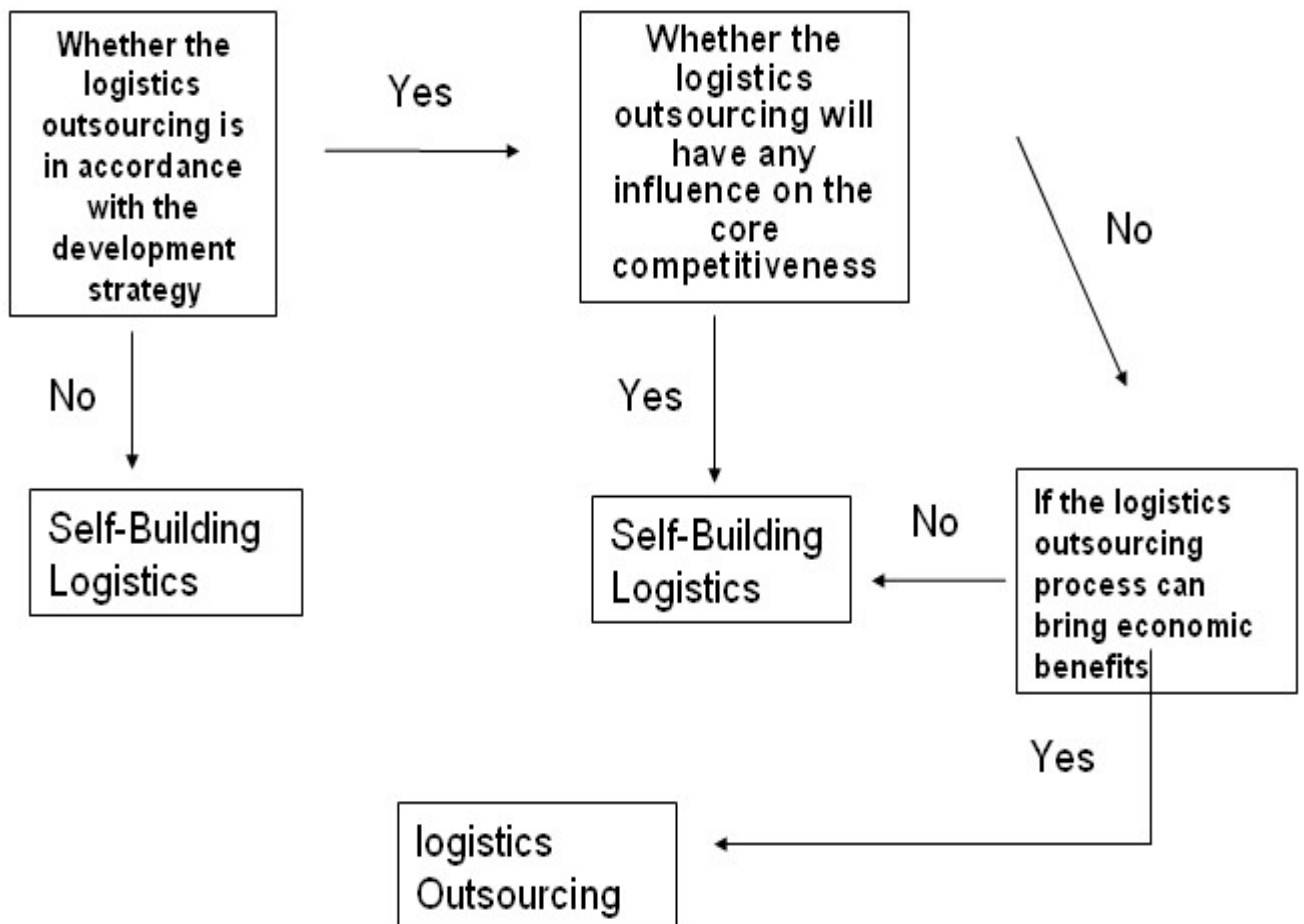 Whether the
logistics
outsourcing is
in accordance
with the
development
strategy
Yes
Whether the
logistics
outsourcing will
have any
influence on the
core
competitiveness
No
No
Yes
Self-Building
Logistics
Self-Building
Logistics
No
If the logistics
outsourcing
process can
bring economic
benefits
Yes
logistics
Outsourcing